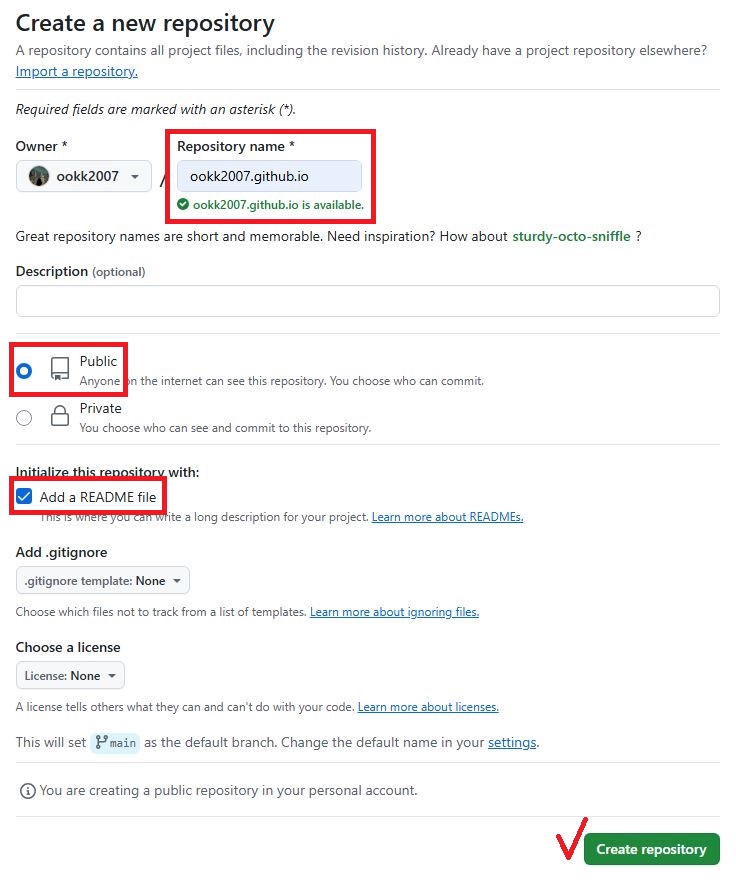 Create a new repository
A repository contains all project files, including the revision history. Already have a project repository elsewhere?
Import a repository.
Required fields are marked with an asterisk (*).
Owner *
Repository name *
ookk2007
/
ookk2007.github.io
ookk2007.github.io is available.
Great repository names are short and memorable. Need inspiration? How about sturdy-octo-sniffle ?
Description (optional)
Public
Anyone on the internet can see this repository. You choose who can commit.
Private
You choose who can see and commit to this repository.
Initialize this repository with:
Add a README file
This is where you can write a long description for your project. Learn more about READMEs.
Add .gitignore
.gitignore template: None
Choose which files not to track from a list of templates. Learn more about ignoring files.
Choose a license
License: None
A license tells others what they can and can't do with your code. Learn more about licenses.
This will set main as the default branch. Change the default name in your settings.
You are creating a public repository in your personal account.
Create repository